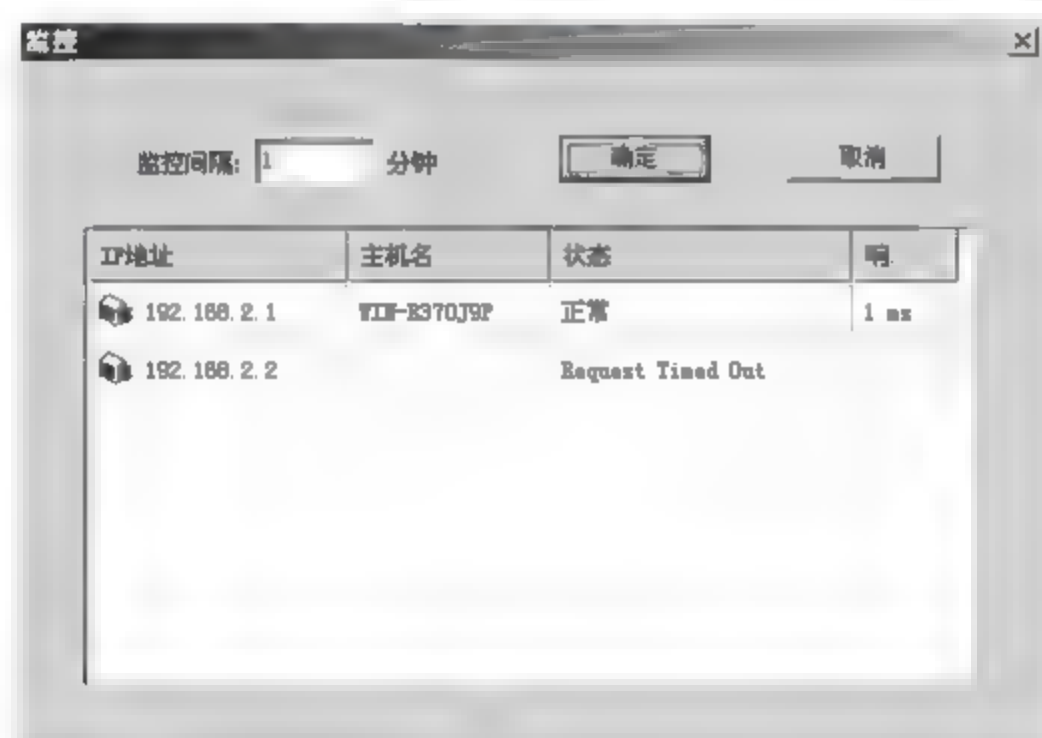 监控
监控间隔: 1 分钟 确定 取消
IP地址 主机名 状态 响
192.168.2.1 WIN-E370J9P 正常 1 ms
192.168.2.2 Request Timed Out